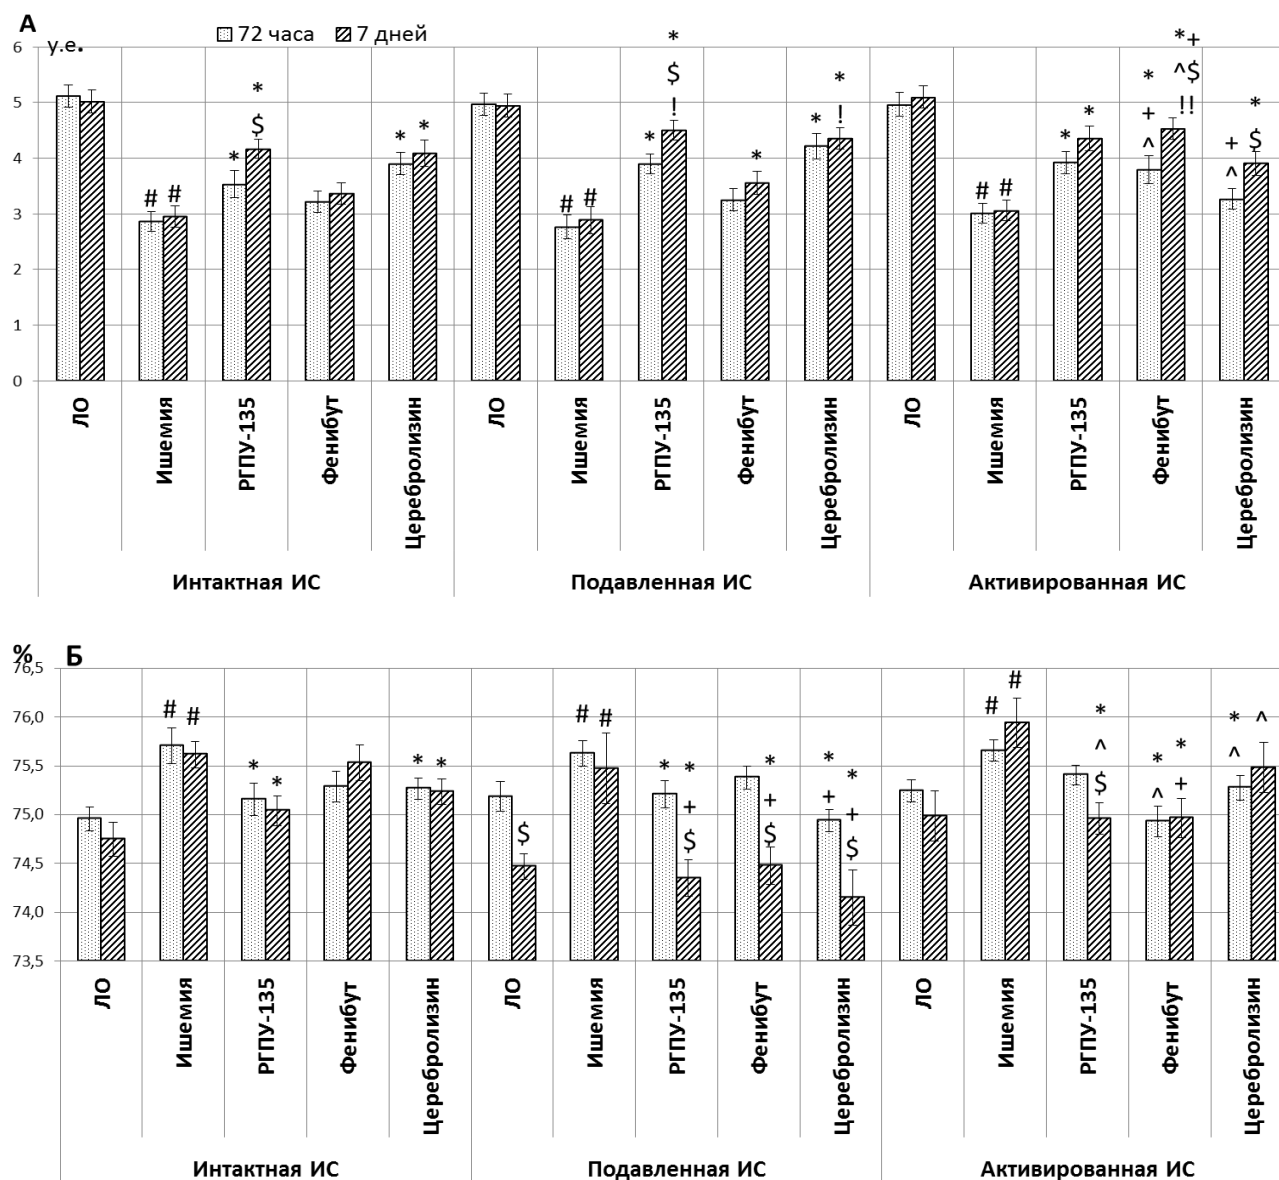 А
у.е.
72 часа 7 дней
6
5
4
3
2
1
0
# # * * $ * *
# # * * $ ! * * * !
# # * * * + ^ * + ^ $ !! + ^ * $
ЛО Ишемия РГПУ-135 Фенибут Церебролизин ЛО Ишемия РГПУ-135 Фенибут Церебролизин ЛО Ишемия РГПУ-135 Фенибут Церебролизин
Интактная ИС Подавленная ИС Активированная ИС
% Б
76,5
76,0
75,5
75,0
74,5
74,0
73,5
# # * * * *
$ # # * * + $ * + $ * + * + $
# # * ^ $ * ^ * + * ^ ^
ЛО Ишемия РГПУ-135 Фенибут Церебролизин ЛО Ишемия РГПУ-135 Фенибут Церебролизин ЛО Ишемия РГПУ-135 Фенибут Церебролизин
Интактная ИС Подавленная ИС Активированная ИС